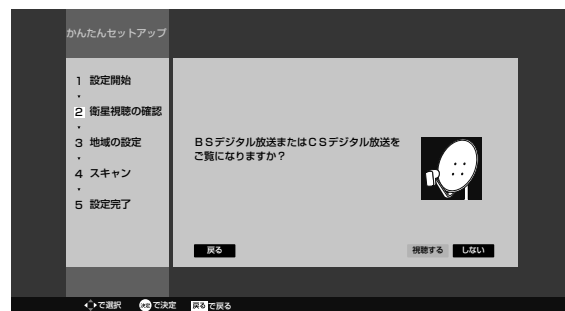 かんたんセットアップ
1 設定開始
・
2 衛星視聴の確認
・
3 地域の設定
・
4 スキャン
・
5 設定完了
BSデジタル放送またはCSデジタル放送を
ご覧になりますか？
戻る 視聴する しない
で選択 決定で決定 戻るで戻る